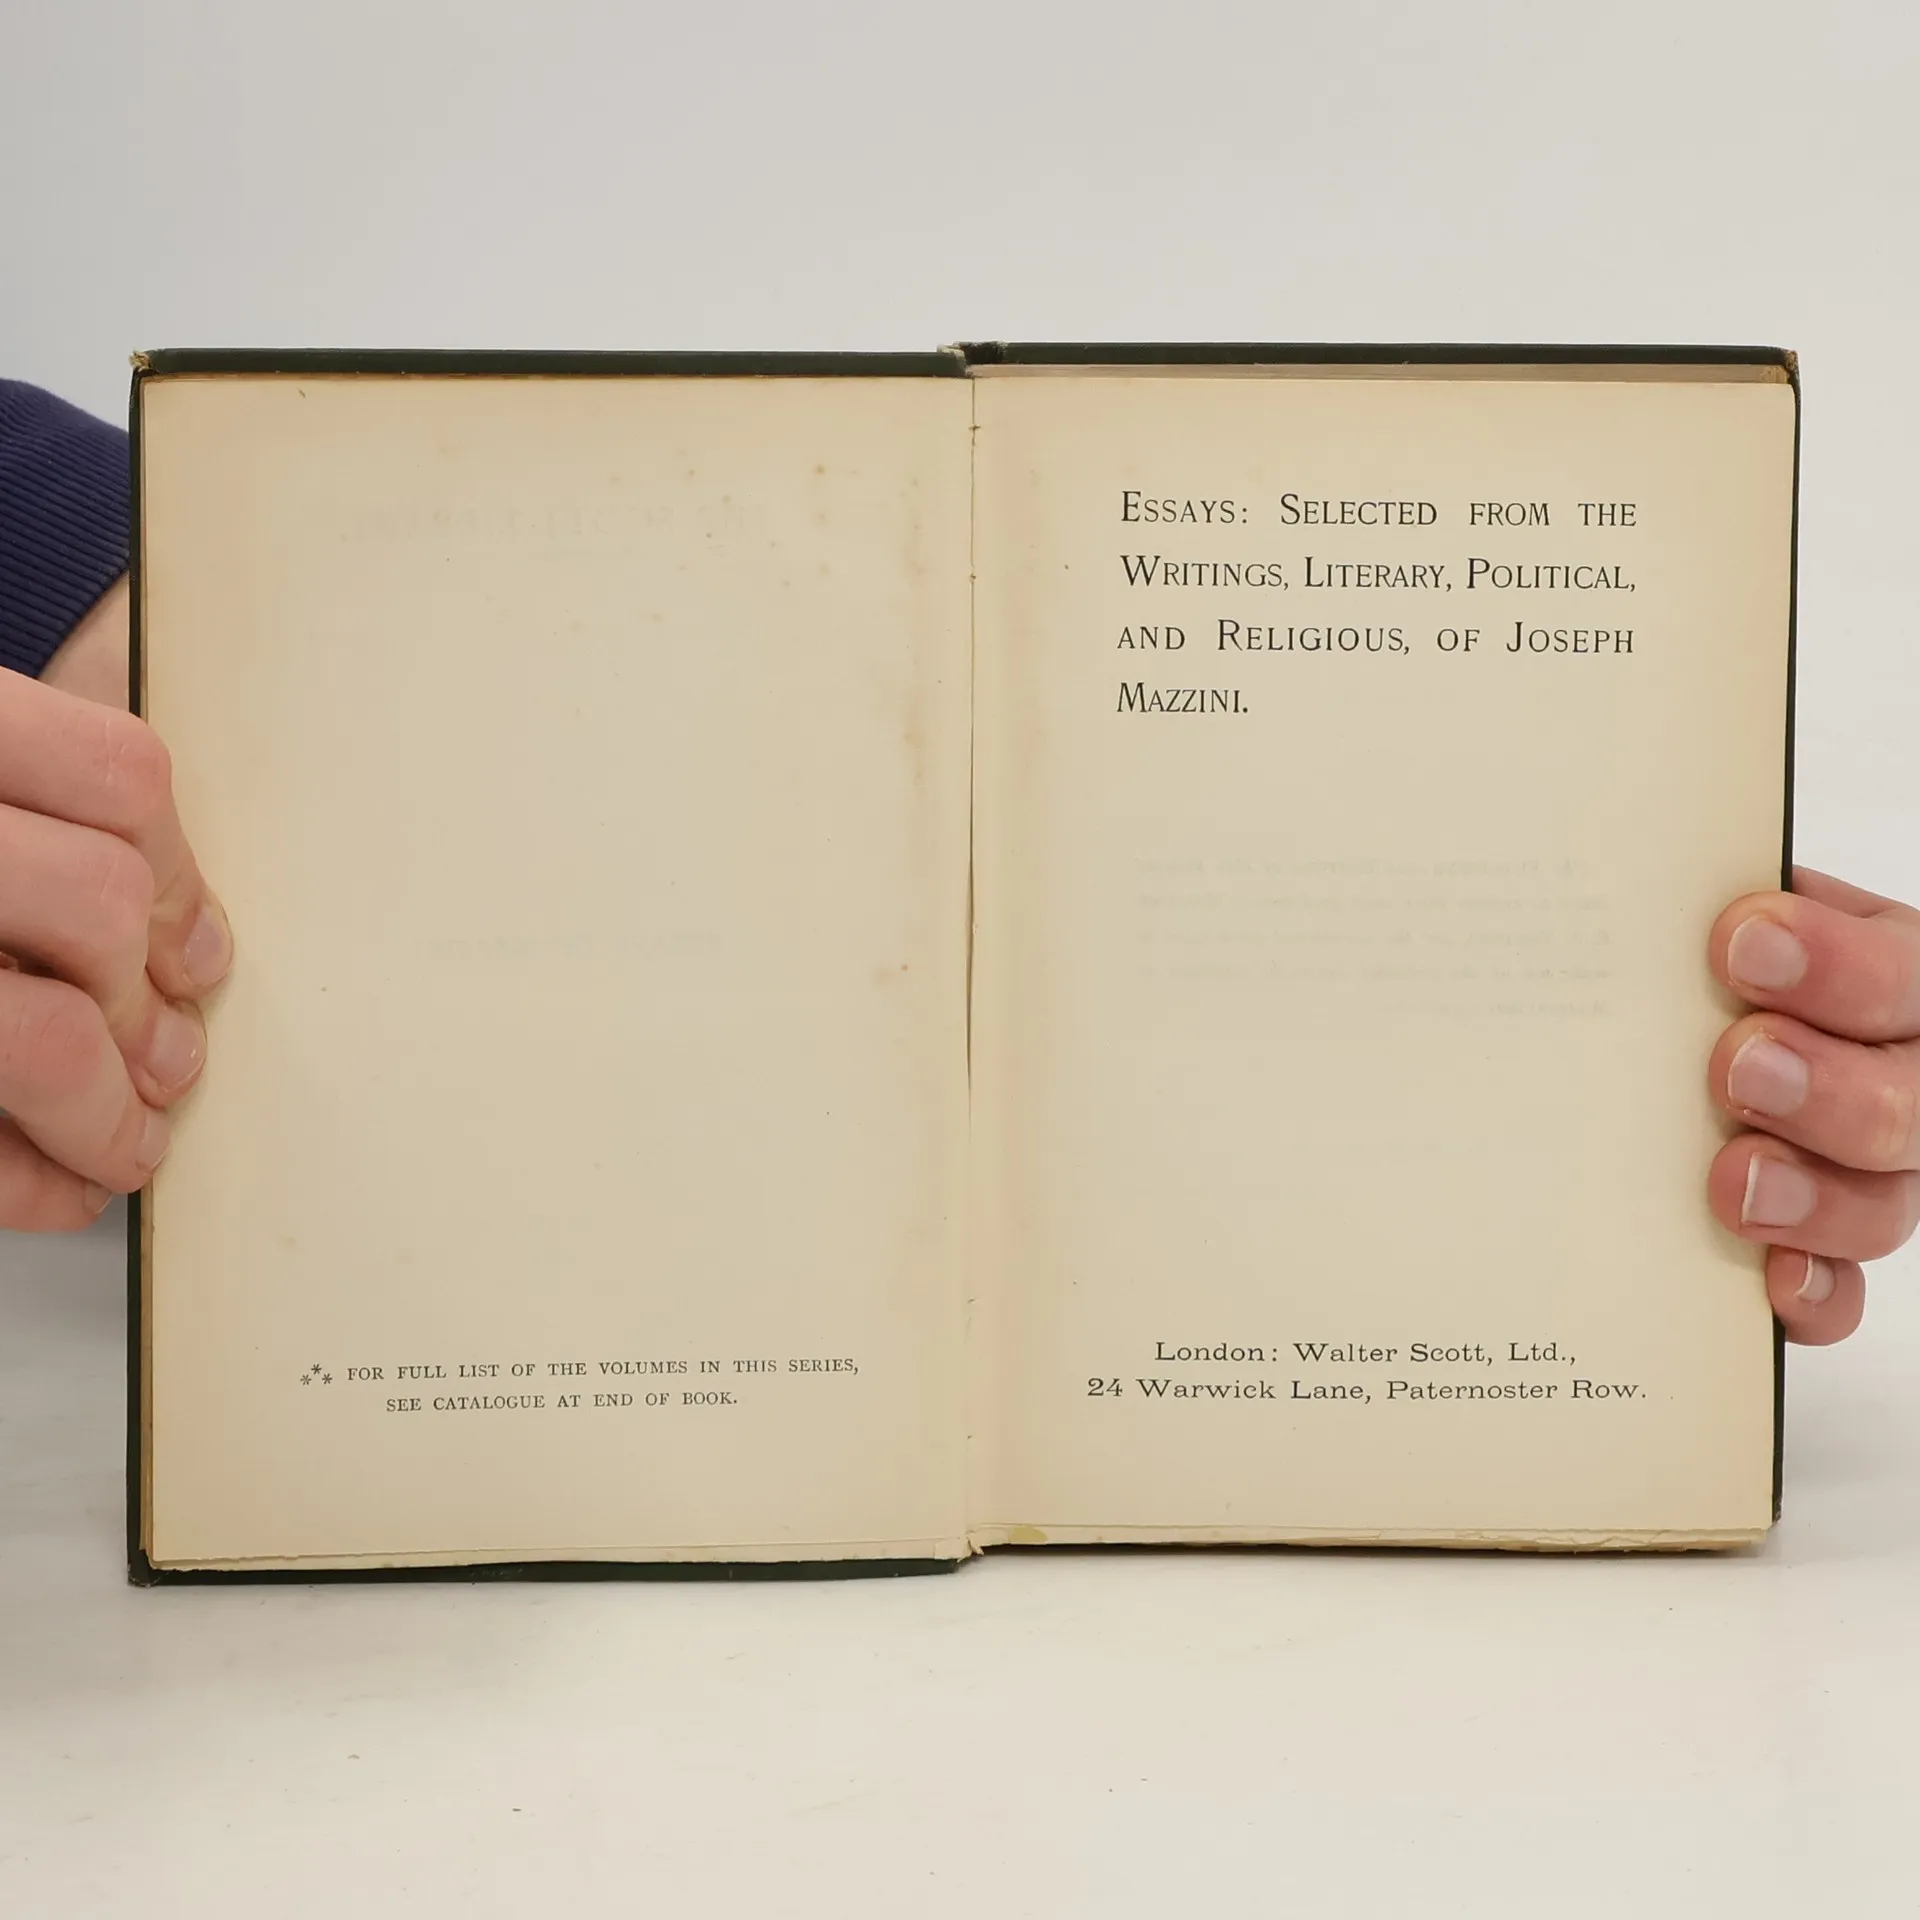 ⁂ FOR FULL LIST OF THE VOLUMES IN THIS SERIES,
SEE CATALOGUE AT END OF BOOK.
ESSAYS: SELECTED FROM THE
WRITINGS, LITERARY, POLITICAL,
AND RELIGIOUS, OF JOSEPH
MAZZINI.
London: Walter Scott, Ltd.,
24 Warwick Lane, Paternoster Row.